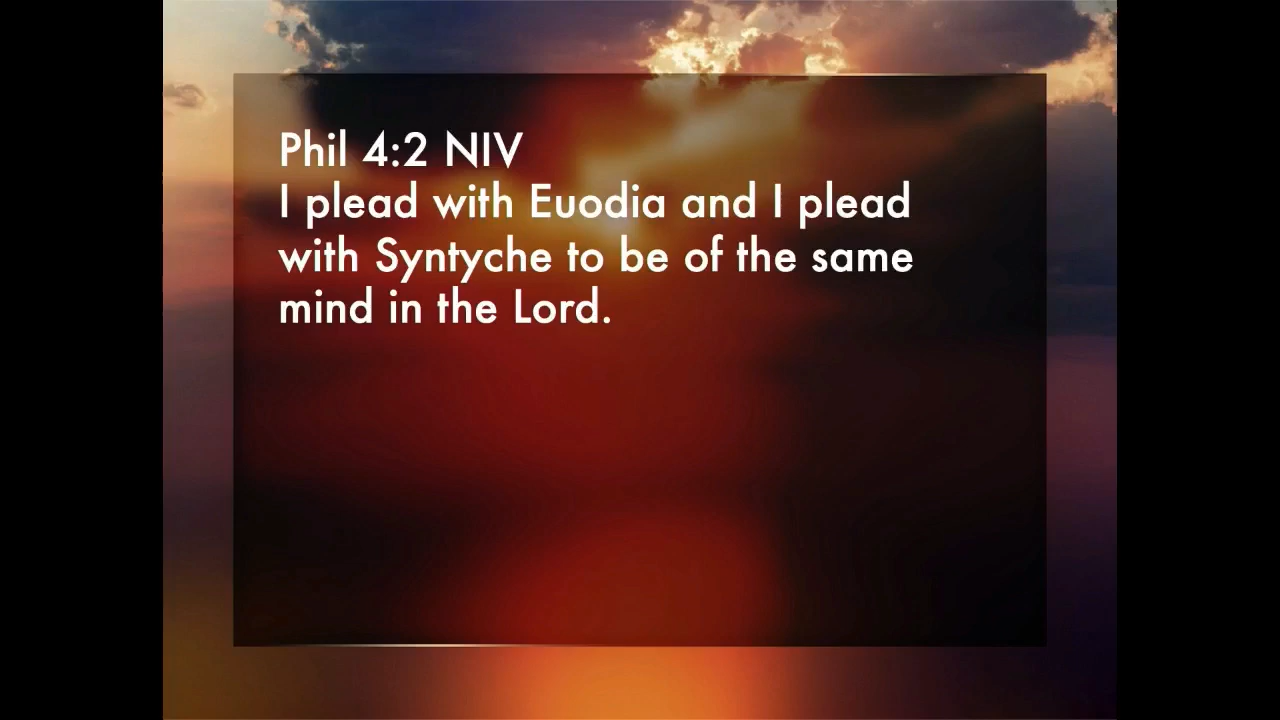 Phil 4:2 NIV
I plead with Euodia and I plead
with Syntyche to be of the same
mind in the Lord.